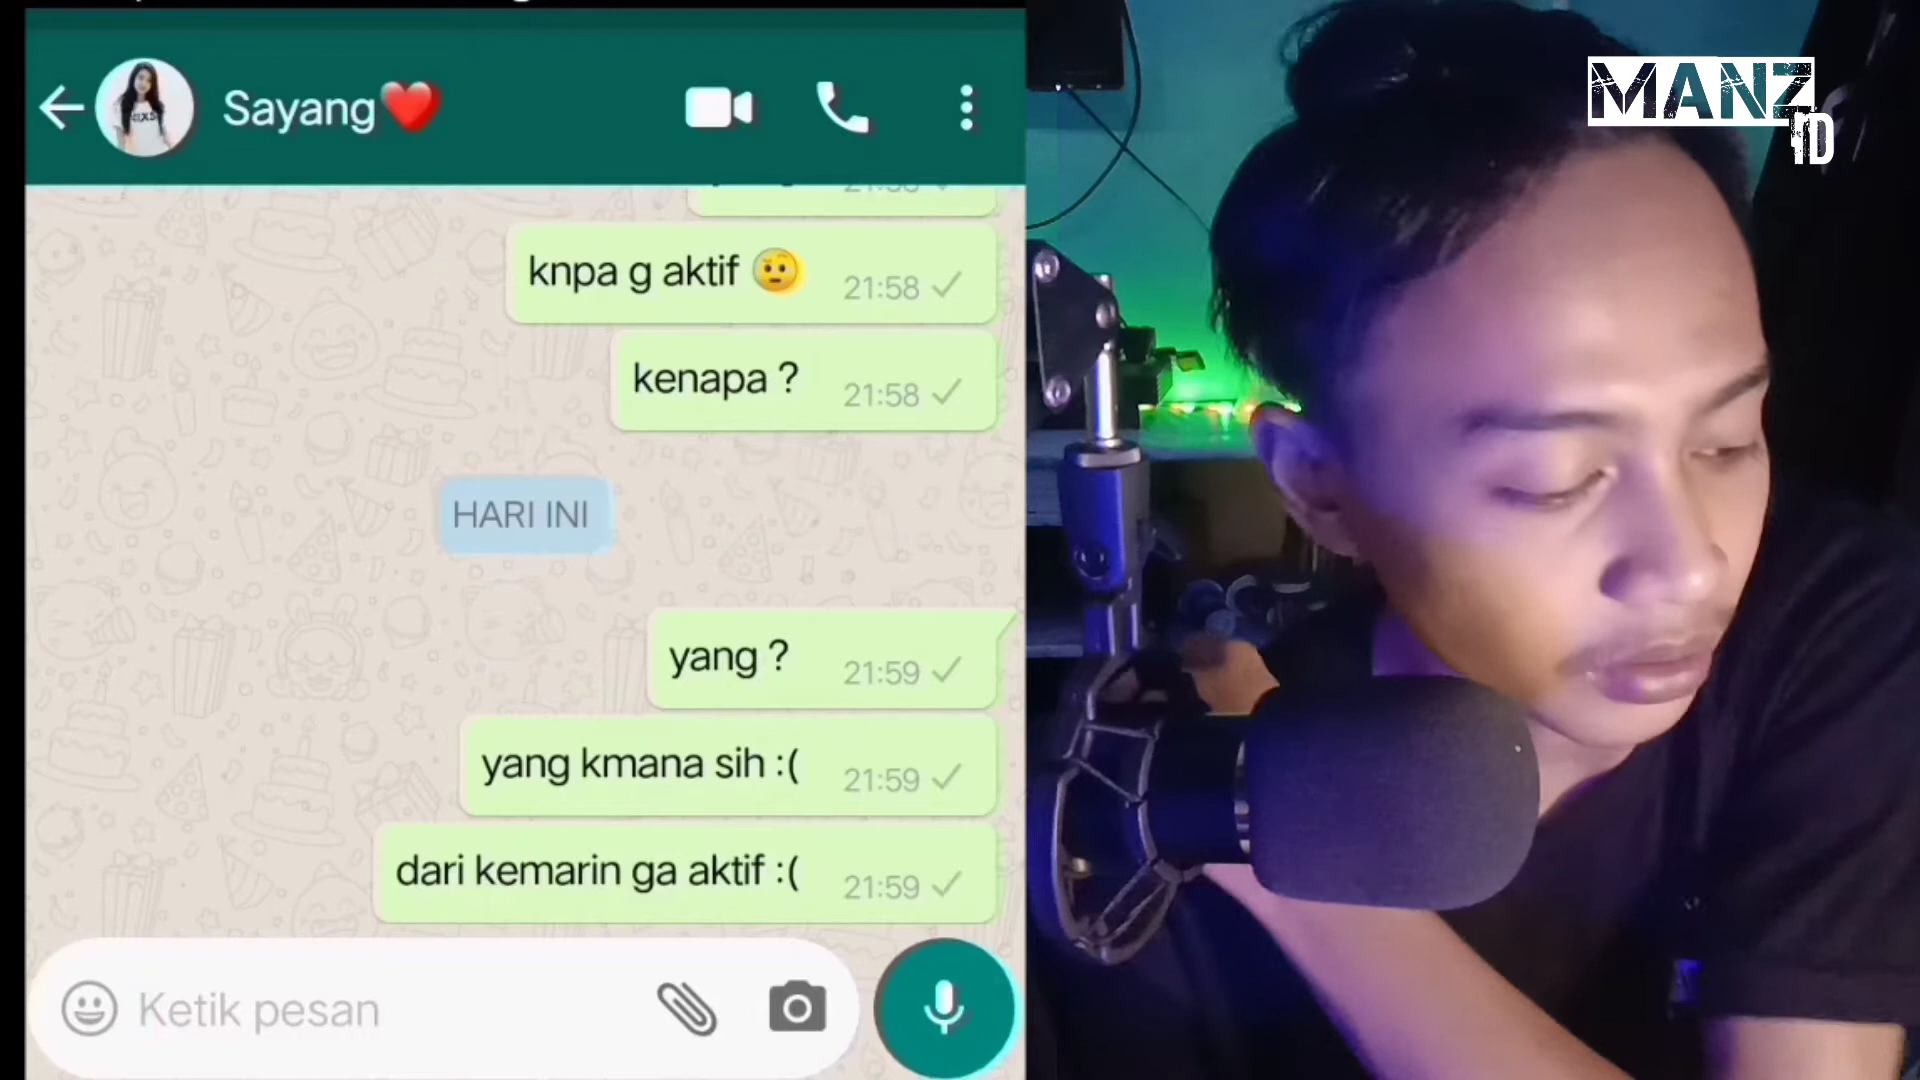 Sayang❤️
knpa g aktif 🤨 21:58
kenapa ? 21:58
HARI INI
yang ? 21:59
yang kmana sih :( 21:59
dari kemarin ga aktif :( 21:59
Ketik pesan
MANZ
ID